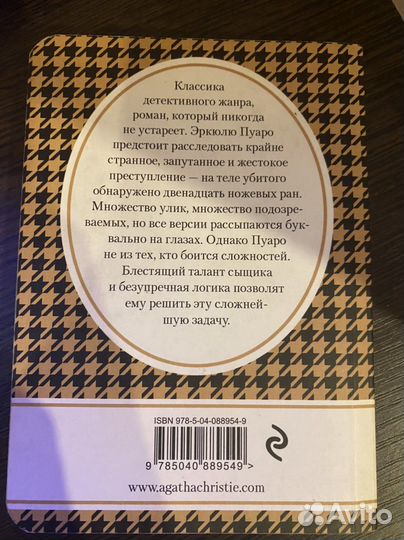 Классика
детективного жанра,
роман, который никогда
не устареет. Эркюлю Пуаро
предстоит расследовать крайне
странное, запутанное и жестокое
преступление — на теле убитого
обнаружено двенадцать ножевых ран.
Множество улик, множество подозре-
ваемых, но все версии рассыпаются бук-
вально на глазах. Однако Пуаро
не из тех, кто боится сложностей.
Блестящий талант сыщика
и безупречная логика позволят
ему решить эту сложней-
шую задачу.
ISBN 978-5-04-088954-9
9 785040 889549 >
www.agathachristie.com
Avito